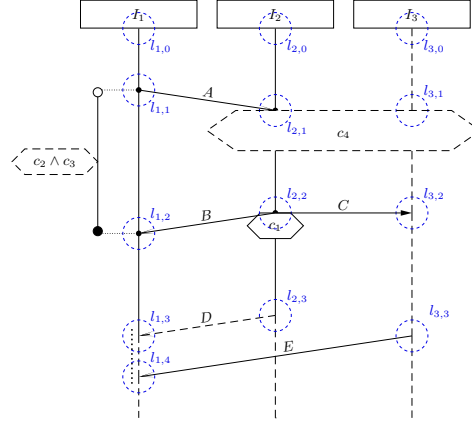 I₁ I₂ I₃
l₁,₀ l₂,₀ l₃,₀
A
l₁,₁ l₂,₁ l₃,₁
c₄
c₂ ∧ c₃
l₁,₂ l₂,₂ l₃,₂
B C
c₁
l₂,₃
l₁,₃ D l₃,₃
E
l₁,₄